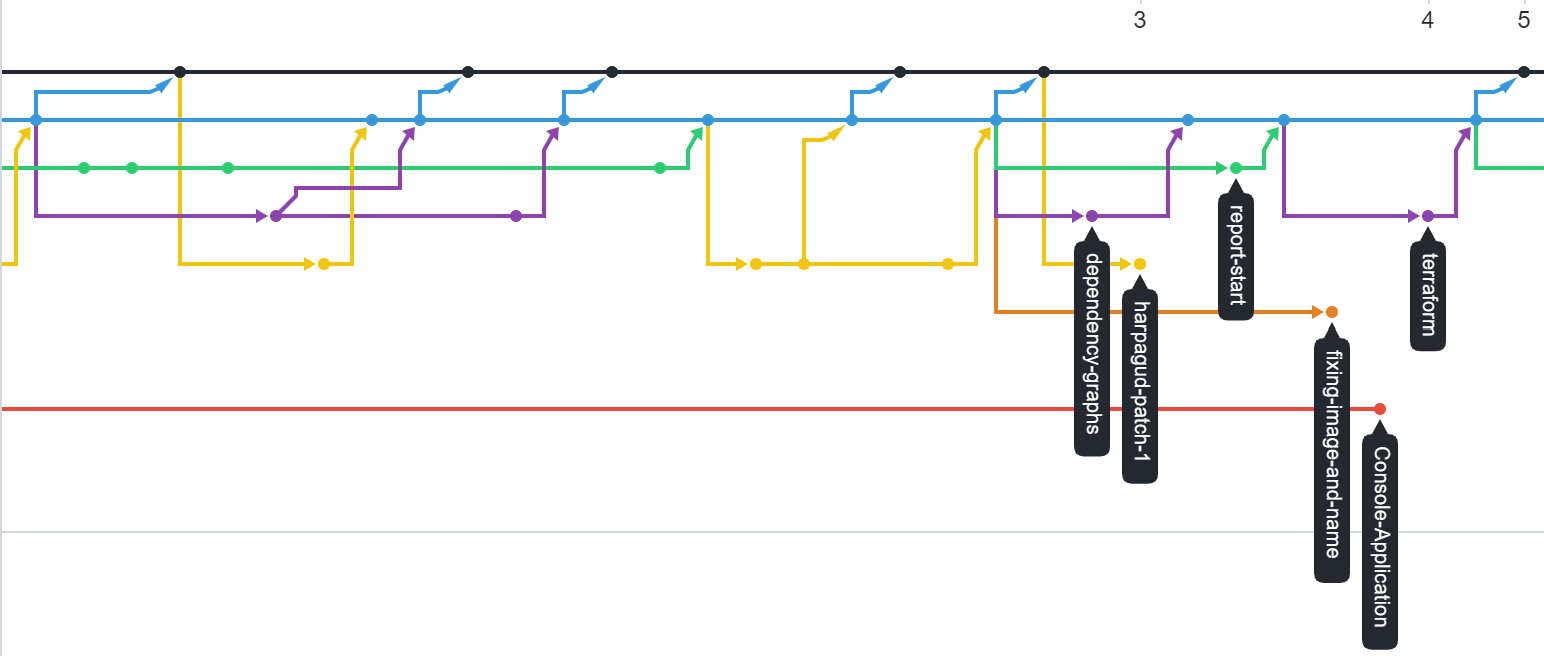 3
4
5
dependency-graphs
harpagud-patch-1
report-start
fixing-image-and-name
Console-Application
terraform